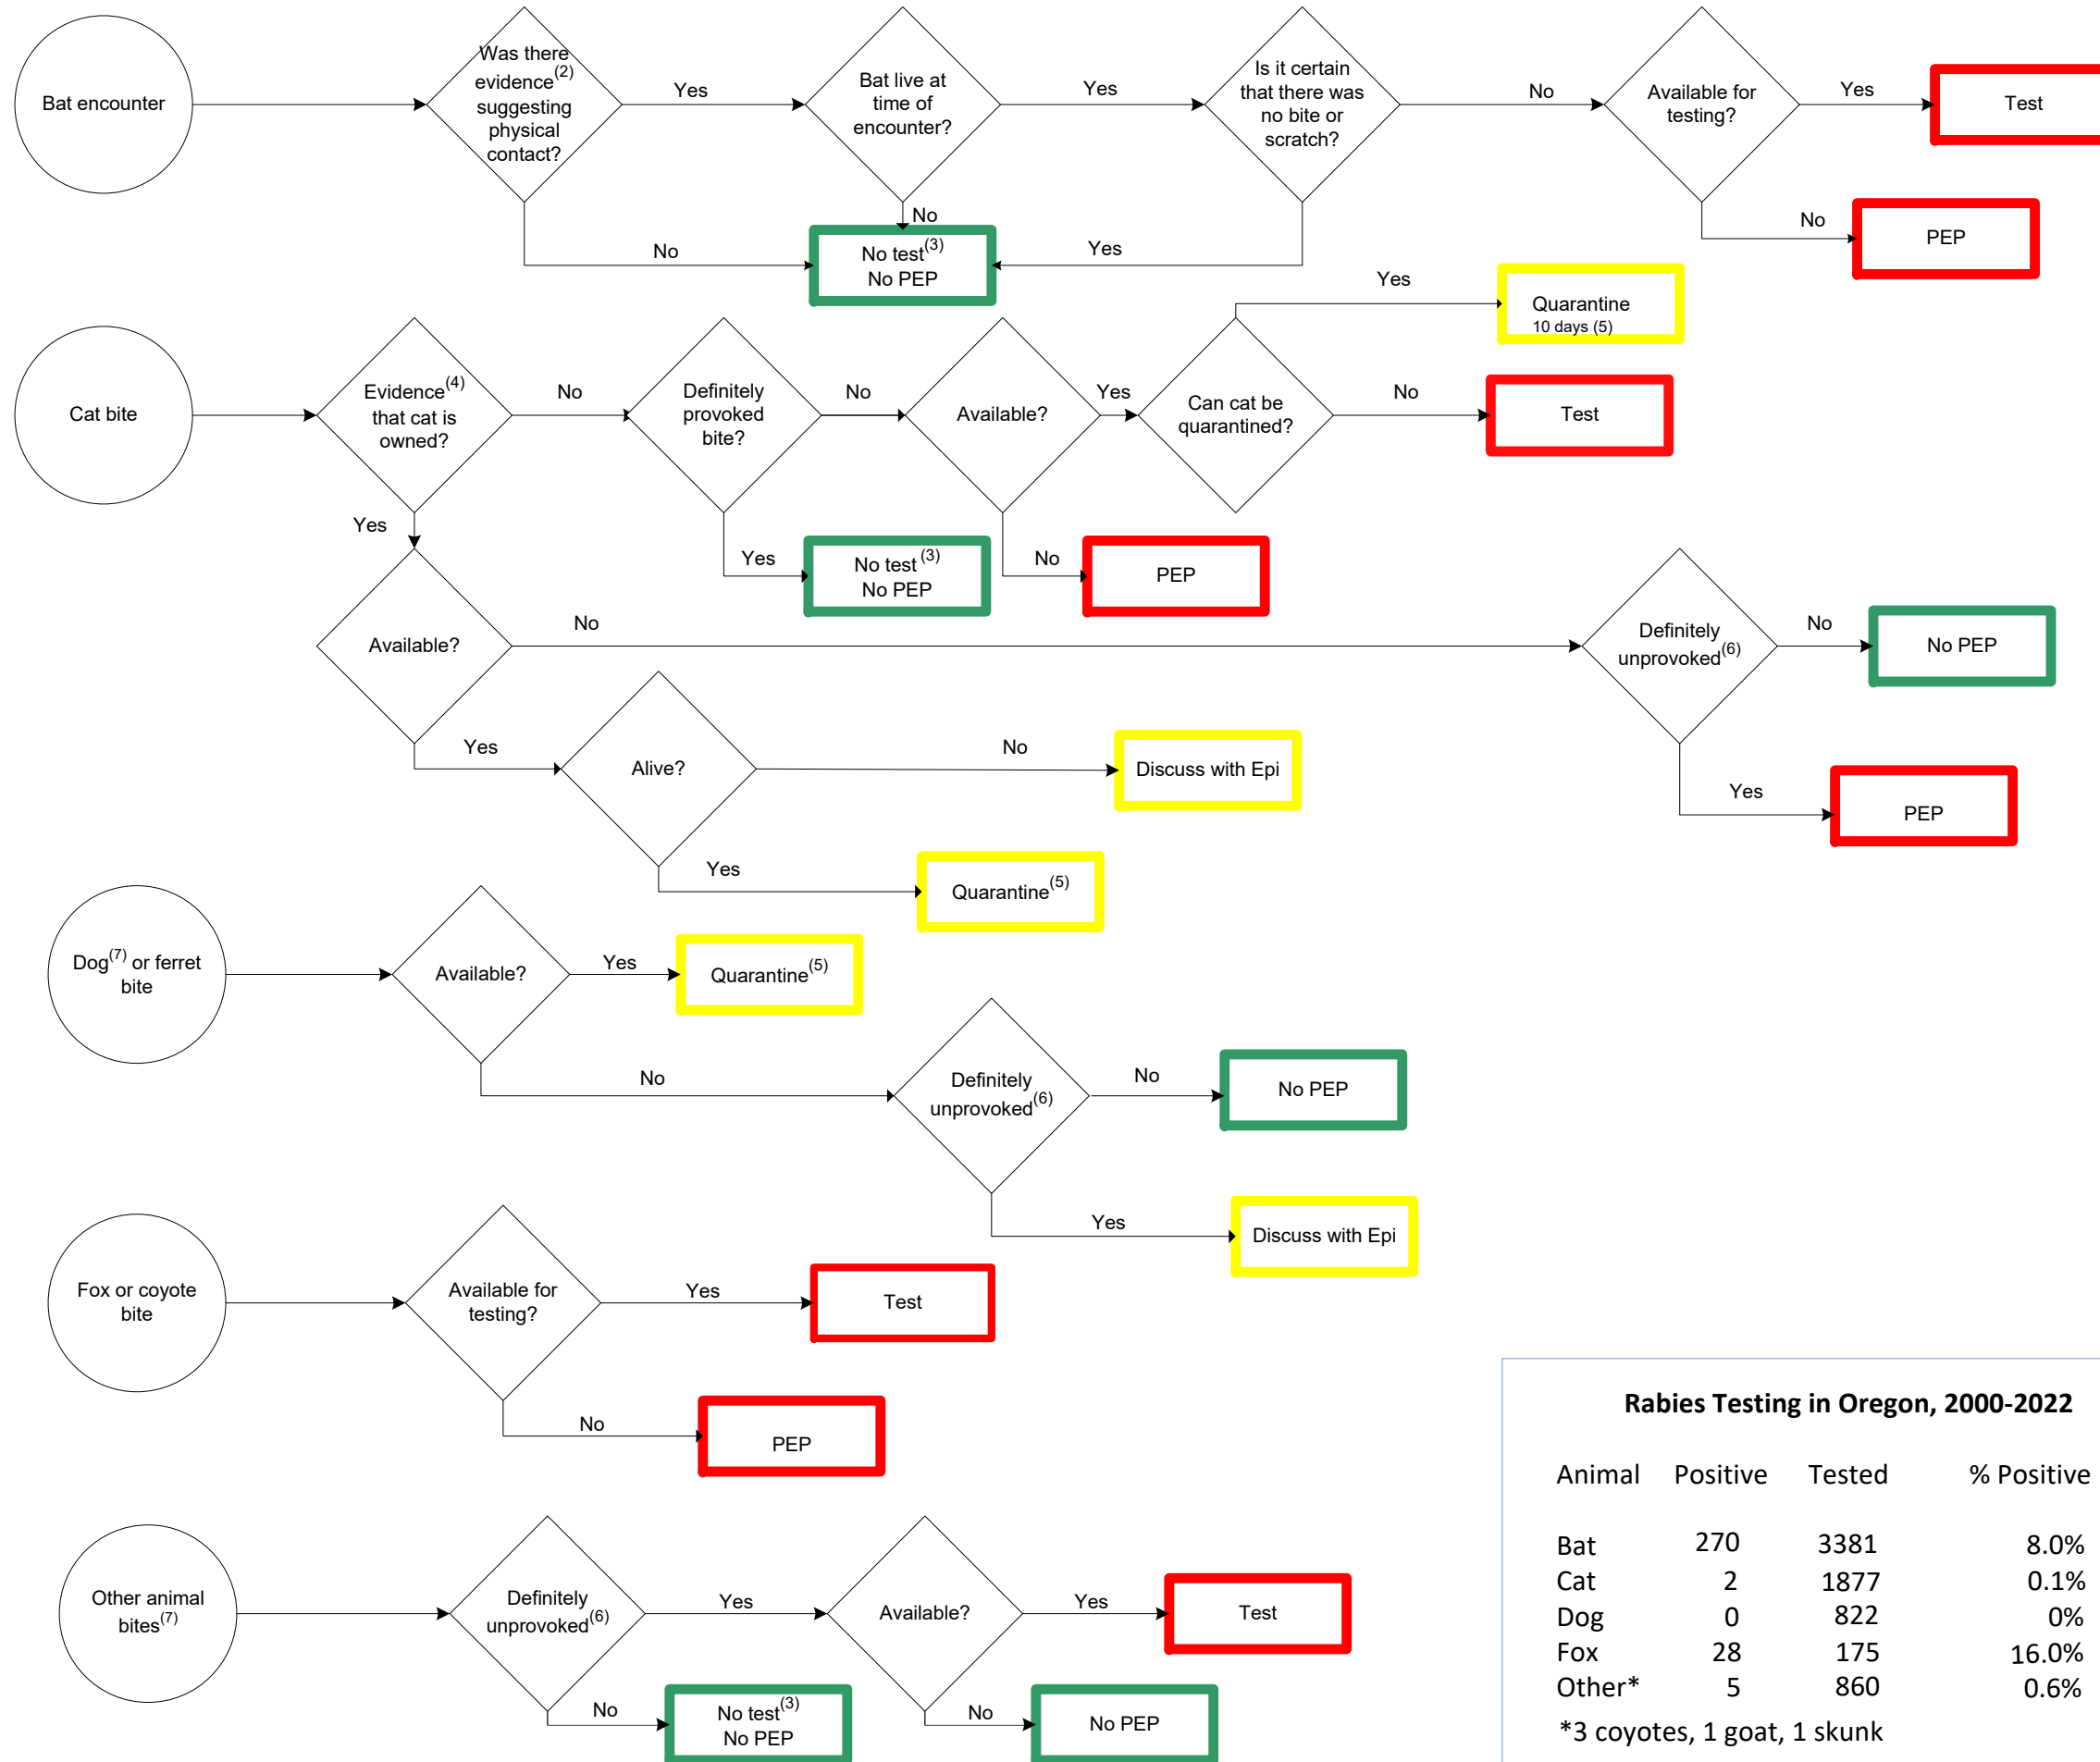 Bat encounter
Was there
evidence(2)
suggesting
physical
contact?
Yes
No
Bat live at
time of
encounter?
Yes
No
Is it certain
that there was
no bite or
scratch?
No
Yes
Available for
testing?
Yes
Test
No
PEP
No test(3)
No PEP
Cat bite
Evidence(4)
that cat is
owned?
No
Yes
Definitely
provoked
bite?
No
Yes
No test (3)
No PEP
Available?
Yes
No
PEP
Can cat be
quarantined?
Yes
Quarantine
10 days (5)
No
Test
Available?
No
Yes
Definitely
unprovoked(6)
No
No PEP
Yes
PEP
Alive?
No
Discuss with Epi
Yes
Quarantine(5)
Dog(7) or ferret
bite
Available?
Yes
Quarantine(5)
No
Definitely
unprovoked(6)
No
No PEP
Yes
Discuss with Epi
Fox or coyote
bite
Available for
testing?
Yes
Test
No
PEP
Other animal
bites(7)
Definitely
unprovoked(6)
Yes
No
No test(3)
No PEP
Available?
Yes
Test
No
No PEP
Rabies Testing in Oregon, 2000-2022
Animal Positive Tested % Positive
Bat 270 3381 8.0%
Cat 2 1877 0.1%
Dog 0 822 0%
Fox 28 175 16.0%
Other* 5 860 0.6%
*3 coyotes, 1 goat, 1 skunk